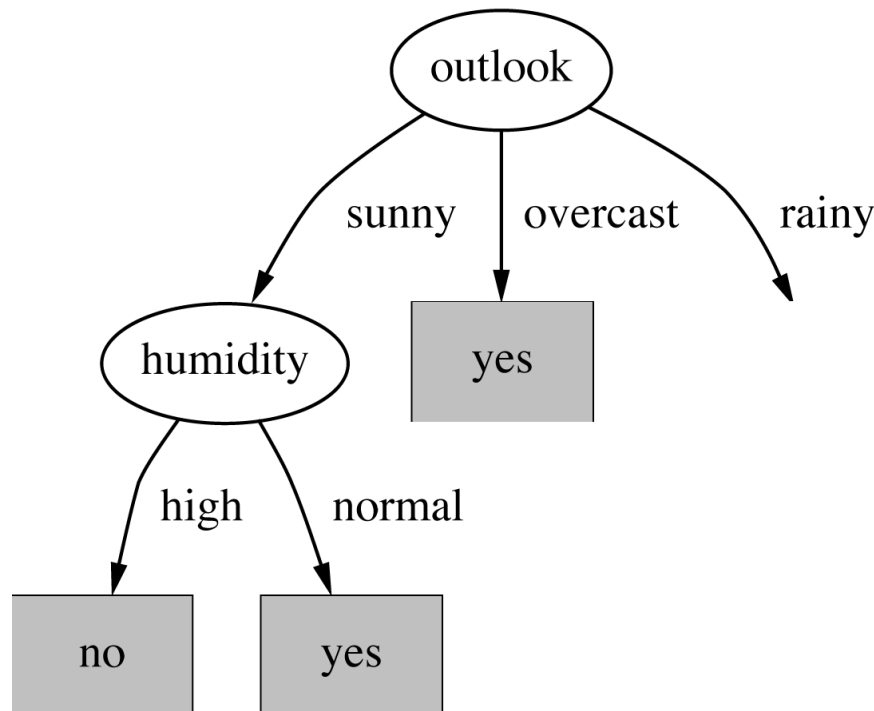 outlook
sunny overcast rainy
humidity yes
high normal
no yes